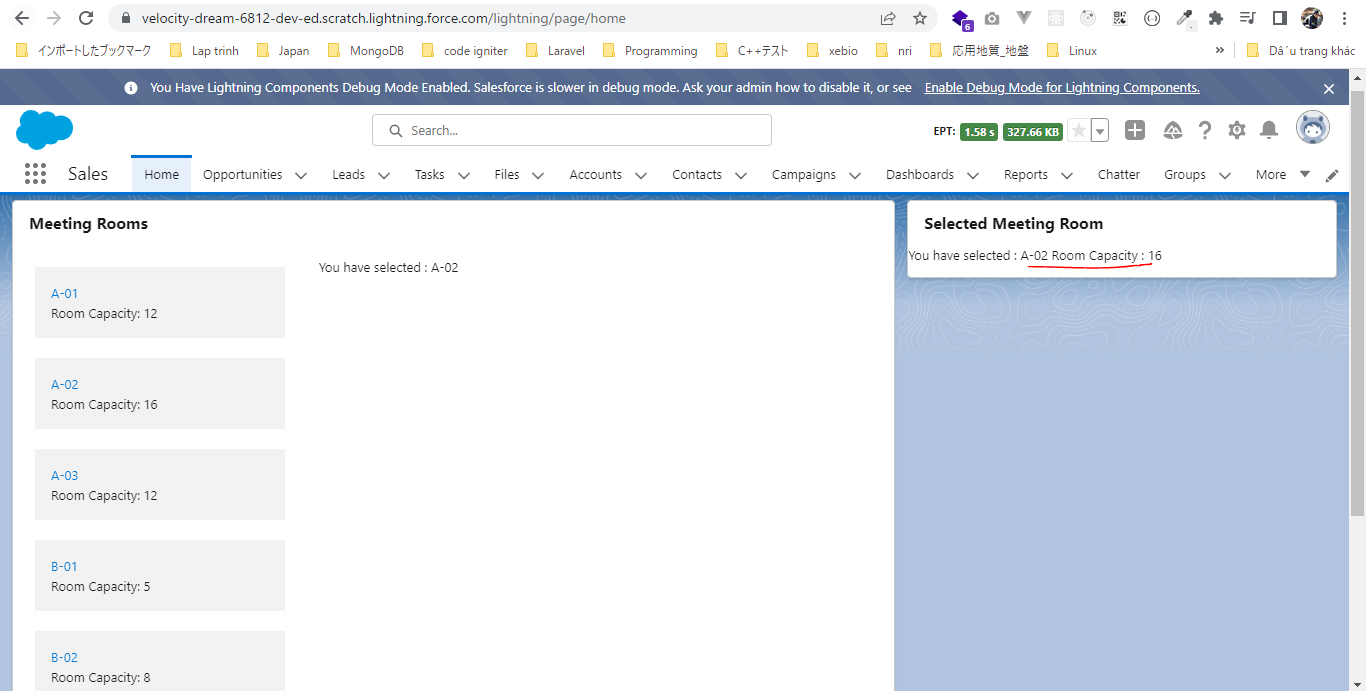 velocity-dream-6812-dev-ed.scratch.lightning.force.com/lightning/page/home
6
インポートしたブックマーク Lap trinh Japan MongoDB code igniter Laravel Programming C++テスト xebio nri 応用地質_地盤 Linux » Dấu trang khác
You Have Lightning Components Debug Mode Enabled. Salesforce is slower in debug mode. Ask your admin how to disable it, or see Enable Debug Mode for Lightning Components.
Search...
EPT: 1.58 s 327.66 KB
Sales Home Opportunities Leads Tasks Files Accounts Contacts Campaigns Dashboards Reports Chatter Groups More
Meeting Rooms
You have selected : A-02
A-01
Room Capacity: 12
A-02
Room Capacity: 16
A-03
Room Capacity: 12
B-01
Room Capacity: 5
B-02
Room Capacity: 8
Selected Meeting Room
You have selected : A-02 Room Capacity : 16